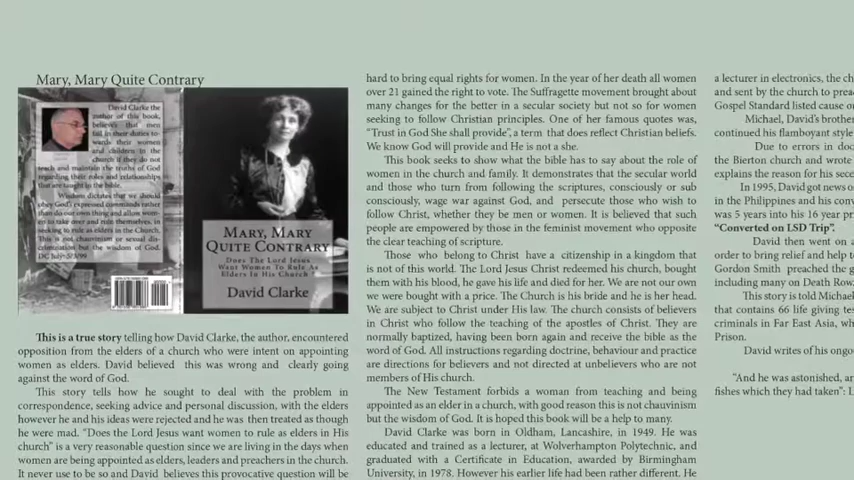 Mary, Mary Quite Contrary
David Clarke the
author of this book,
believes that men
fail in their duties to-
wards their women
and children in the
church if they do not
teach and maintain the truths of God
regarding their roles and relationships
that are taught in the bible.
Wisdom dictates that we should
obey God's expressed commands rather
than do our own thing and allow wom-
en to take over and rule themselves, in
seeking to rule as elders in the Church.
This is not chauvinism or sexual dis-
crimination but the wisdom of God.
MARY, MARY
QUITE CONTRARY
Does The Lord Jesus
Want Women To Rule As
Elders In His Church
David Clarke
This is a true story telling how David Clarke, the author, encountered
opposition from the elders of a church who were intent on appointing
women as elders. David believed this was wrong and clearly going
against the word of God.
This story tells how he sought to deal with the problem in
correspondence, seeking advice and personal discussion, with the elders
however he and his ideas were rejected and he was then treated as though
he were mad. "Does the Lord Jesus want women to rule as elders in His
church" is a very reasonable question since we are living in the days when
women are being appointed as elders, leaders and preachers in the church.
It never use to be so and David believes this provocative question will be
hard to bring equal rights for women. In the year of her death all women
over 21 gained the right to vote. The Suffragette movement brought about
many changes for the better in a secular society but not so for women
seeking to follow Christian principles. One of her famous quotes was,
"Trust in God She shall provide", a term that does reflect Christian beliefs.
We know God will provide and He is not a she.
This book seeks to show what the bible has to say about the role of
women in the church and family. It demonstrates that the secular world
and those who turn from following the scriptures, consciously or sub
consciously, wage war against God, and persecute those who wish to
follow Christ, whether they be men or women. It is believed that such
people are empowered by those in the feminist movement who opposite
the clear teaching of scripture.
Those who belong to Christ have a citizenship in a kingdom that
is not of this world. The Lord Jesus Christ redeemed his church, bought
them with his blood, he gave his life and died for her. We are not our own
we were bought with a price. The Church is his bride and he is her head.
We are subject to Christ under His law. The church consists of believers
in Christ who follow the teaching of the apostles of Christ. They are
normally baptized, having been born again and receive the bible as the
word of God. All instructions regarding doctrine, behaviour and practice
are directions for believers and not directed at unbelievers who are not
members of His church.
The New Testament forbids a woman from teaching and being
appointed as an elder in a church, with good reason this is not chauvinism
but the wisdom of God. It is hoped this book will be a help to many.
David Clarke was born in Oldham, Lancashire, in 1949. He was
educated and trained as a lecturer, at Wolverhampton Polytechnic, and
graduated with a Certificate in Education, awarded by Birmingham
University, in 1978. However his earlier life had been rather different. He
a lecturer in electronics, the ch
and sent by the church to prea
Gospel Standard listed cause o
Michael, David's brothe
continued his flamboyant style
Due to errors in doc
the Bierton church and wrote
explains the reason for his sece
In 1995, David got news o
in the Philippines and his conv
was 5 years into his 16 year pr
"Converted on LSD Trip".
David then went on a
order to bring relief and help t
Gordon Smith preached the g
including many on Death Row.
This story is told Michael
that contains 66 life giving tes
criminals in Far East Asia, wh
Prison.
David writes of his ongo
"And he was astonished, an
fishes which they had taken": L